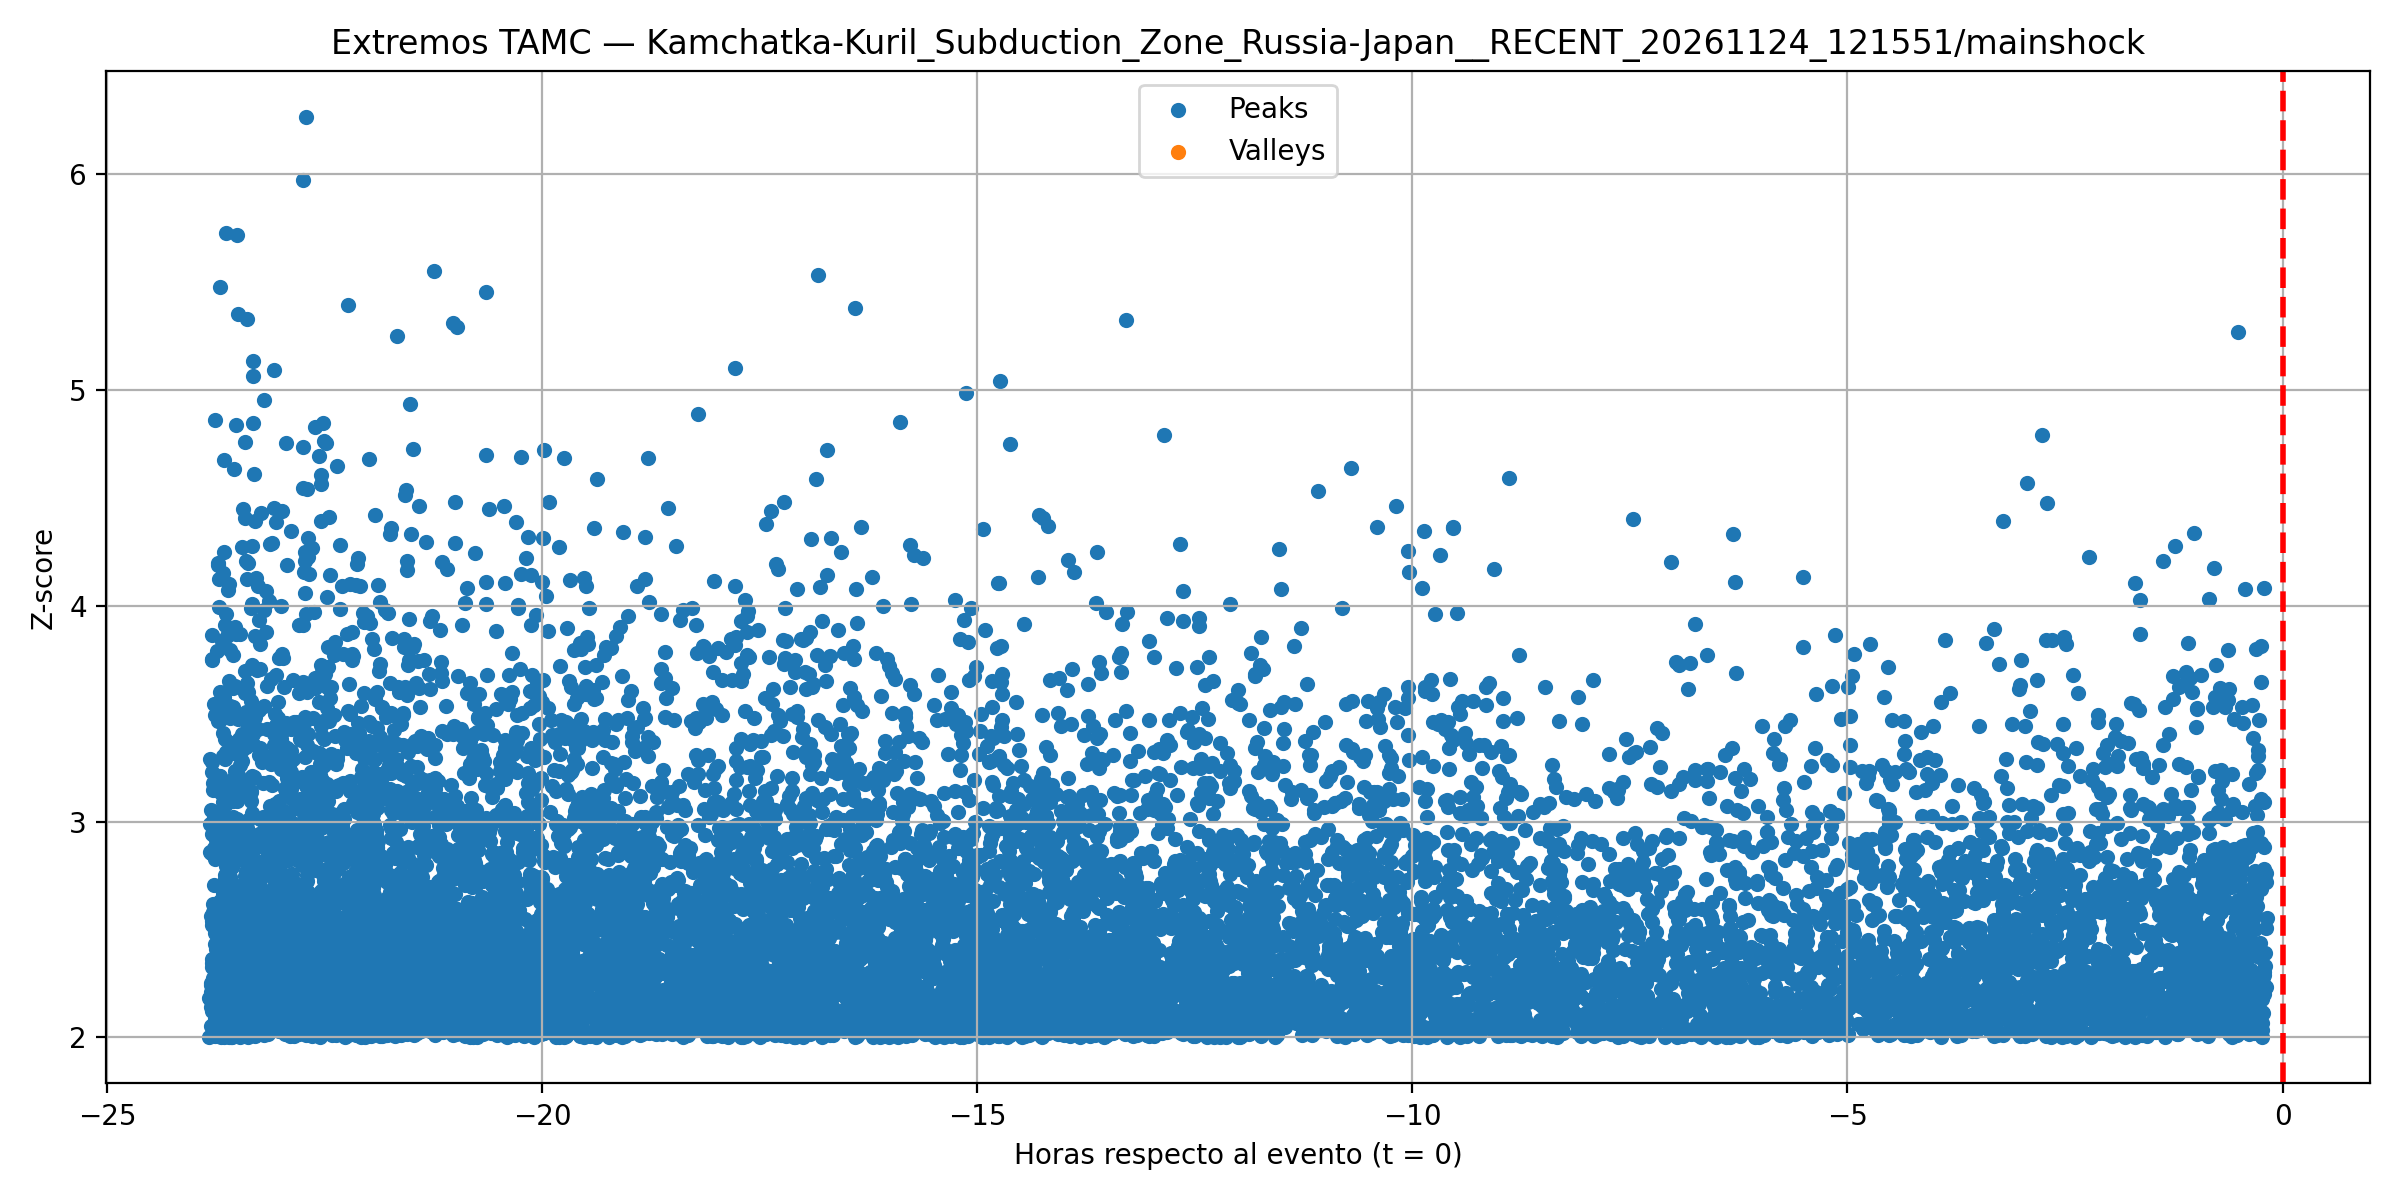 Extremos TAMC — Kamchatka-Kuril_Subduction_Zone_Russia-Japan__RECENT_20261124_121551/mainshock
Peaks
Valleys
Z-score
6
5
4
3
2
−25
−20
−15
−10
−5
0
Horas respecto al evento (t = 0)